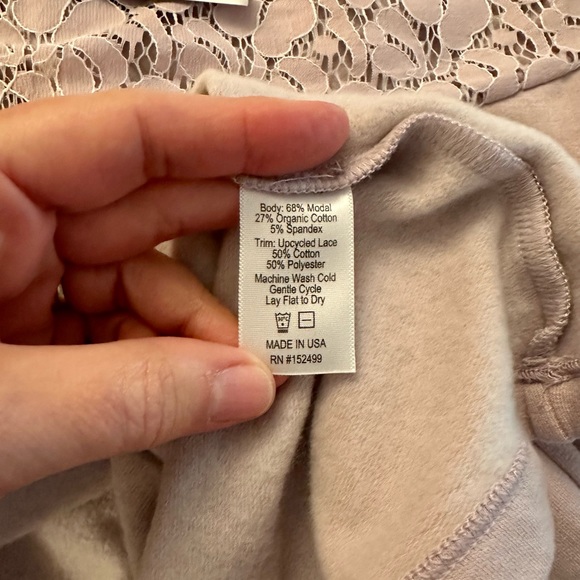 Body: 68% Modal
27% Organic Cotton
5% Spandex
Trim: Upcycled Lace
50% Cotton
50% Polyester
Machine Wash Cold
Gentle Cycle
Lay Flat to Dry
30°C
MADE IN USA
RN #152499